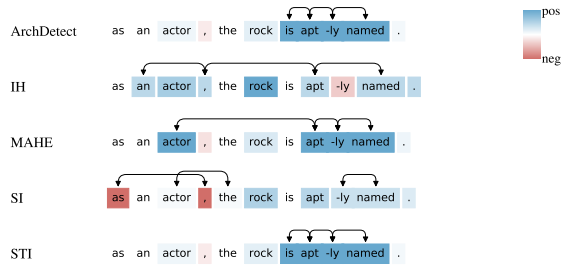 ArchDetect as an actor , the rock is apt -ly named .
pos
neg
IH as an actor , the rock is apt -ly named .
MAHE as an actor , the rock is apt -ly named .
SI as an actor , the rock is apt -ly named .
STI as an actor , the rock is apt -ly named .